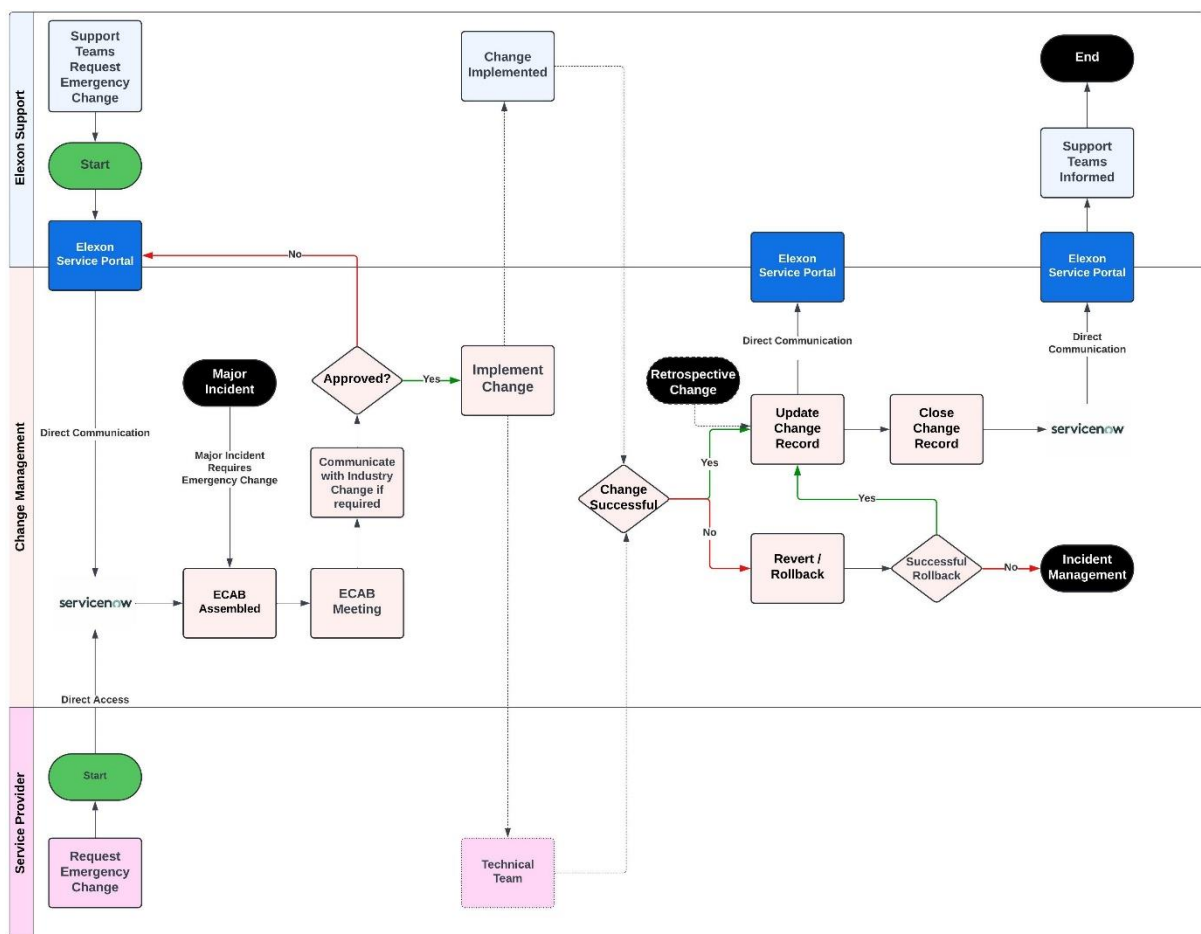 Elexon Support
Support
Teams
Request
Emergency
Change
Start
Elexon
Service Portal
No
Change
Implemented
End
Support
Teams
Informed
Elexon
Service Portal
Elexon
Service Portal
Change Management
Direct Communication
Major
Incident
Major Incident
Requires
Emergency Change
Approved?
Yes
Implement
Change
Communicate
with Industry
Change if
required
servicenow
ECAB
Assembled
ECAB
Meeting
Direct Communication
Direct
Communication
Retrospective
Change
Update
Change
Record
Close
Change
Record
servicenow
Yes
Change
Successful
No
Yes
Revert /
Rollback
Successful
Rollback
No
Incident
Management
Direct Access
Service Provider
Start
Request
Emergency
Change
Technical
Team